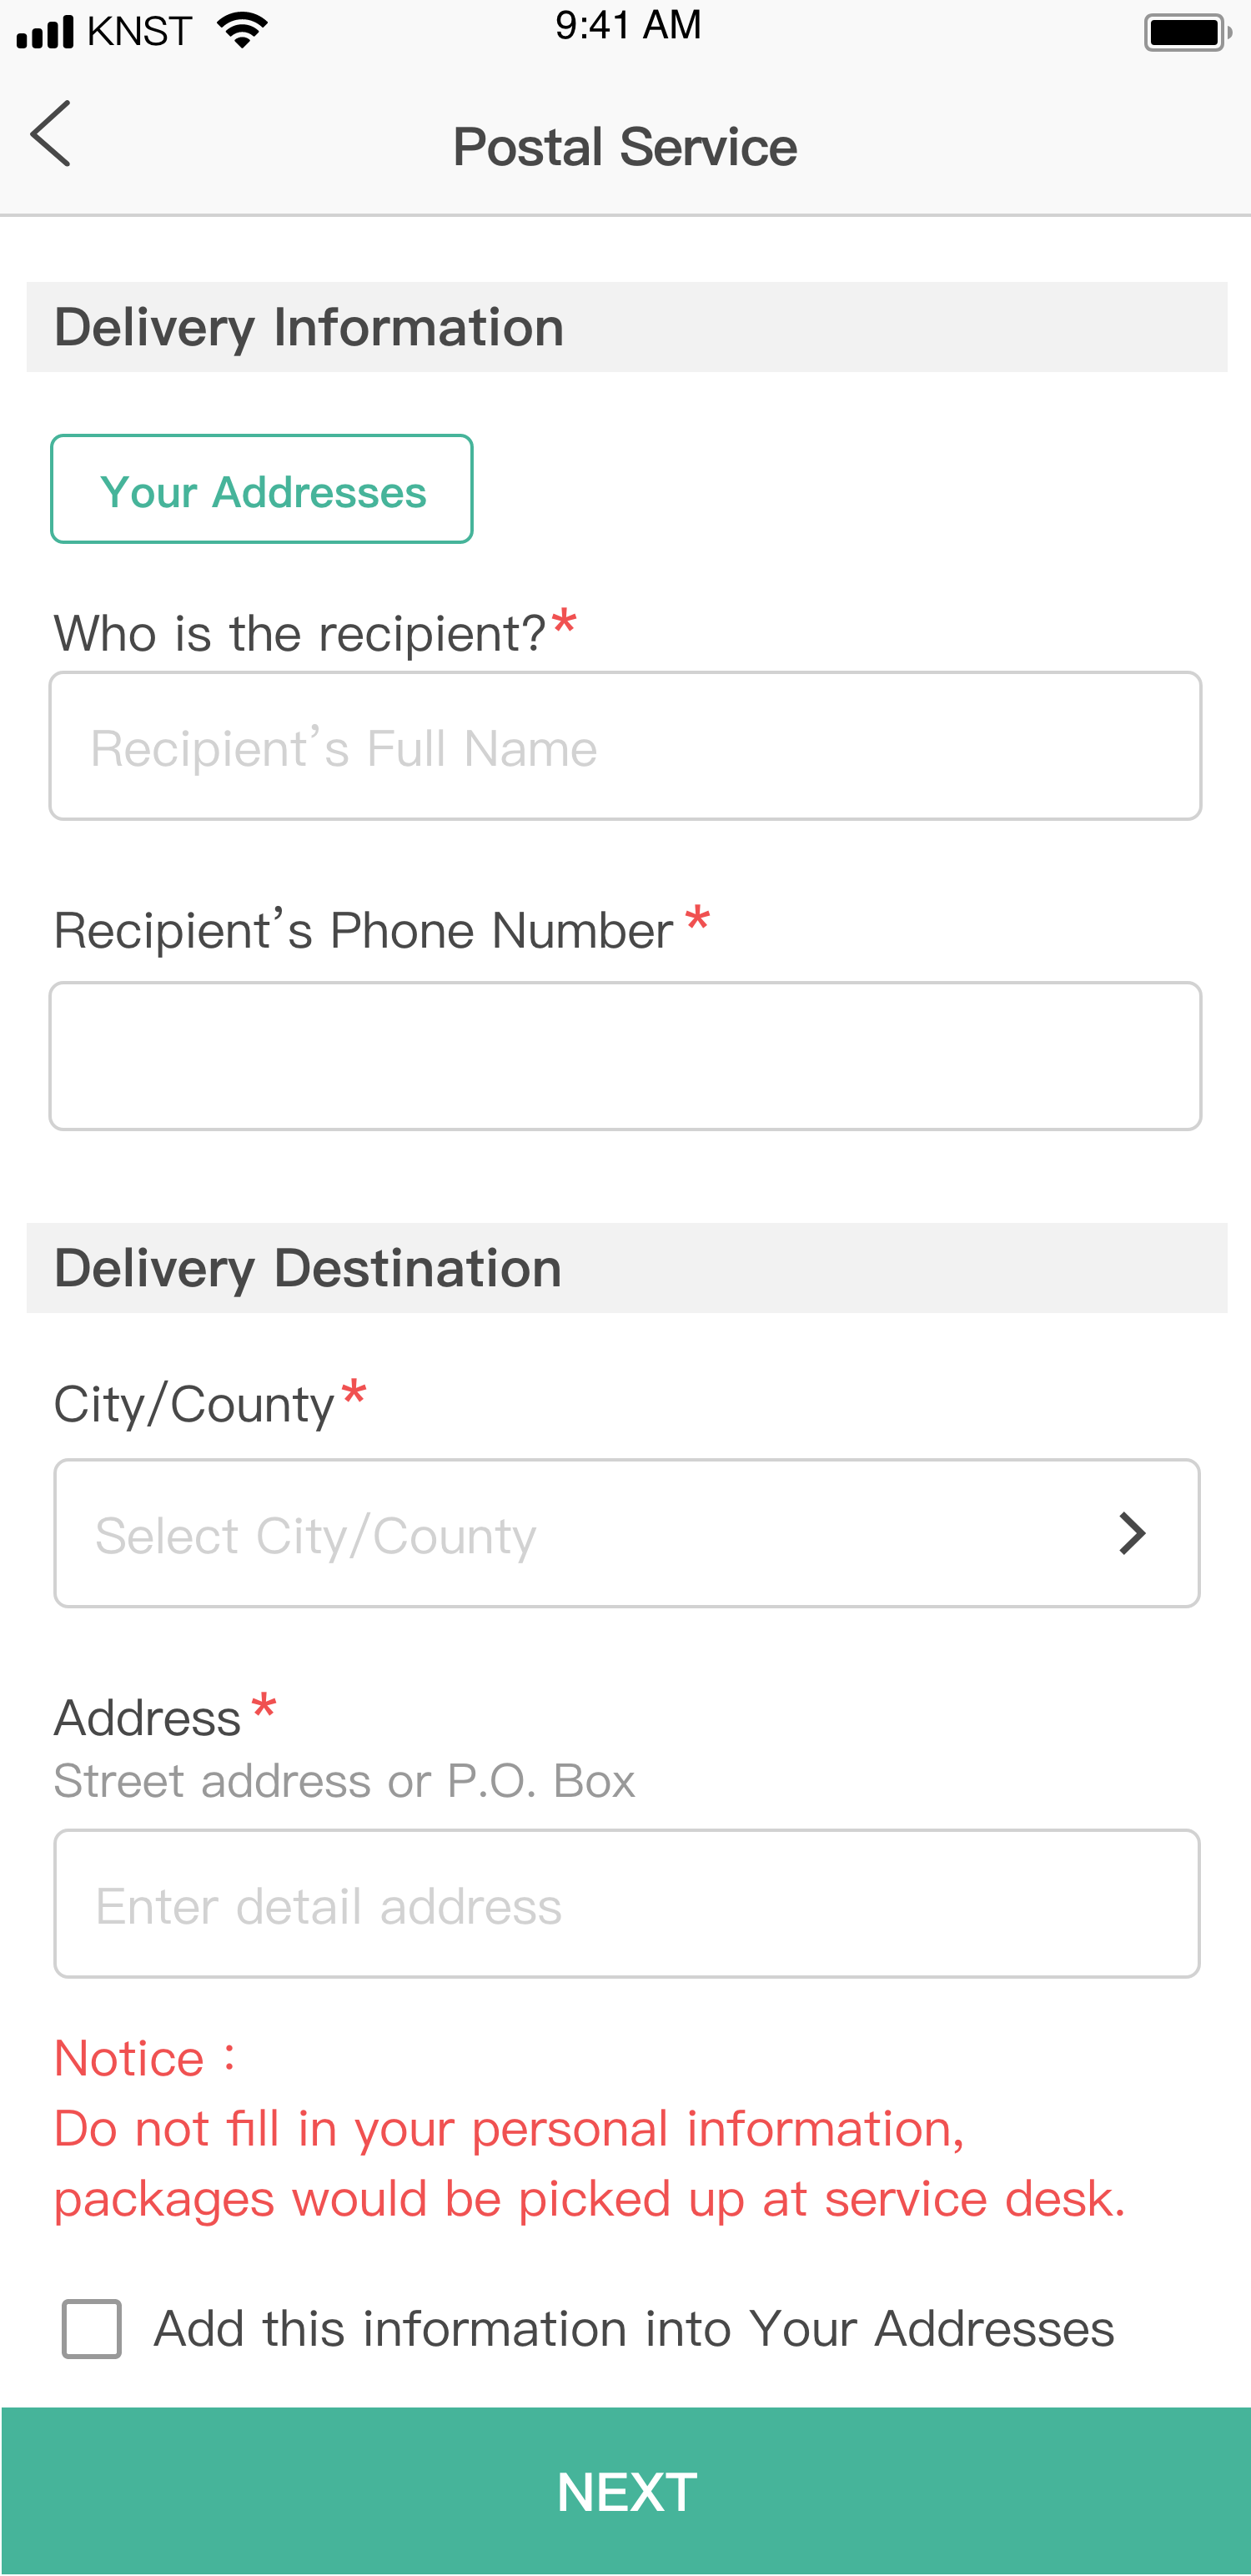 KNST 9:41 AM
Postal Service
Delivery Information
Your Addresses
Who is the recipient?*
Recipient’s Full Name
Recipient’s Phone Number *
Delivery Destination
City/County*
Select City/County
Address *
Street address or P.O. Box
Enter detail address
Notice：
Do not fill in your personal information,
packages would be picked up at service desk.
Add this information into Your Addresses
NEXT